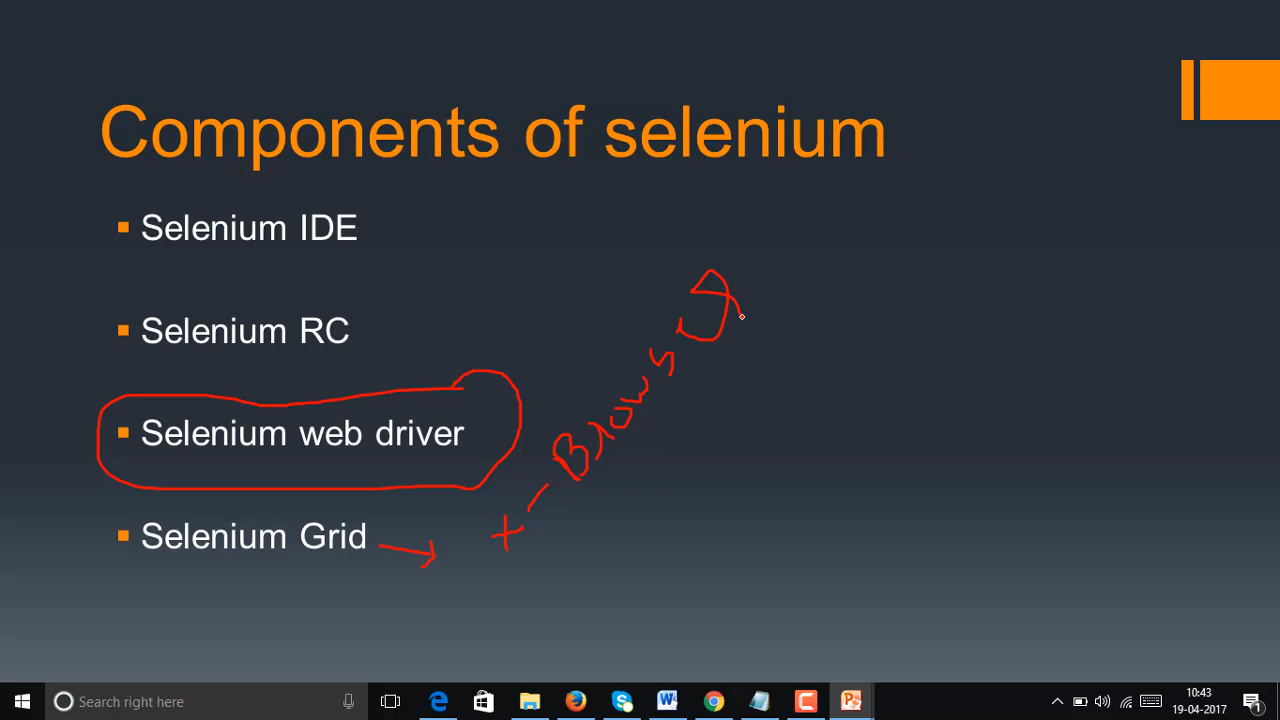 Components of selenium
Selenium IDE
Selenium RC
Selenium web driver
Selenium Grid
+
Search right here
10:43
19-04-2017